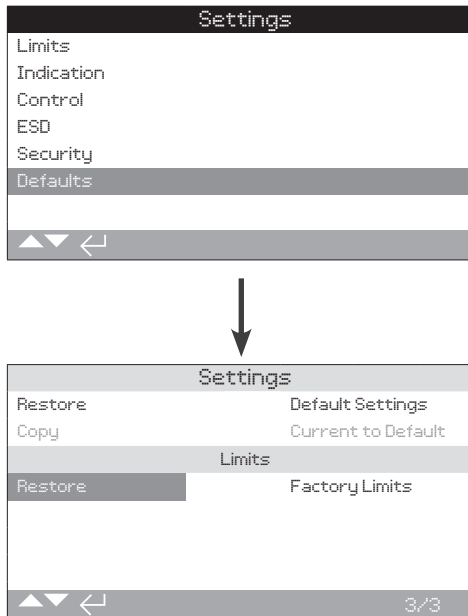 Settings
Limits
Indication
Control
ESD
Security
Defaults
Settings
Restore Default Settings
Copy Current to Default
Limits
Restore Factory Limits
3/3